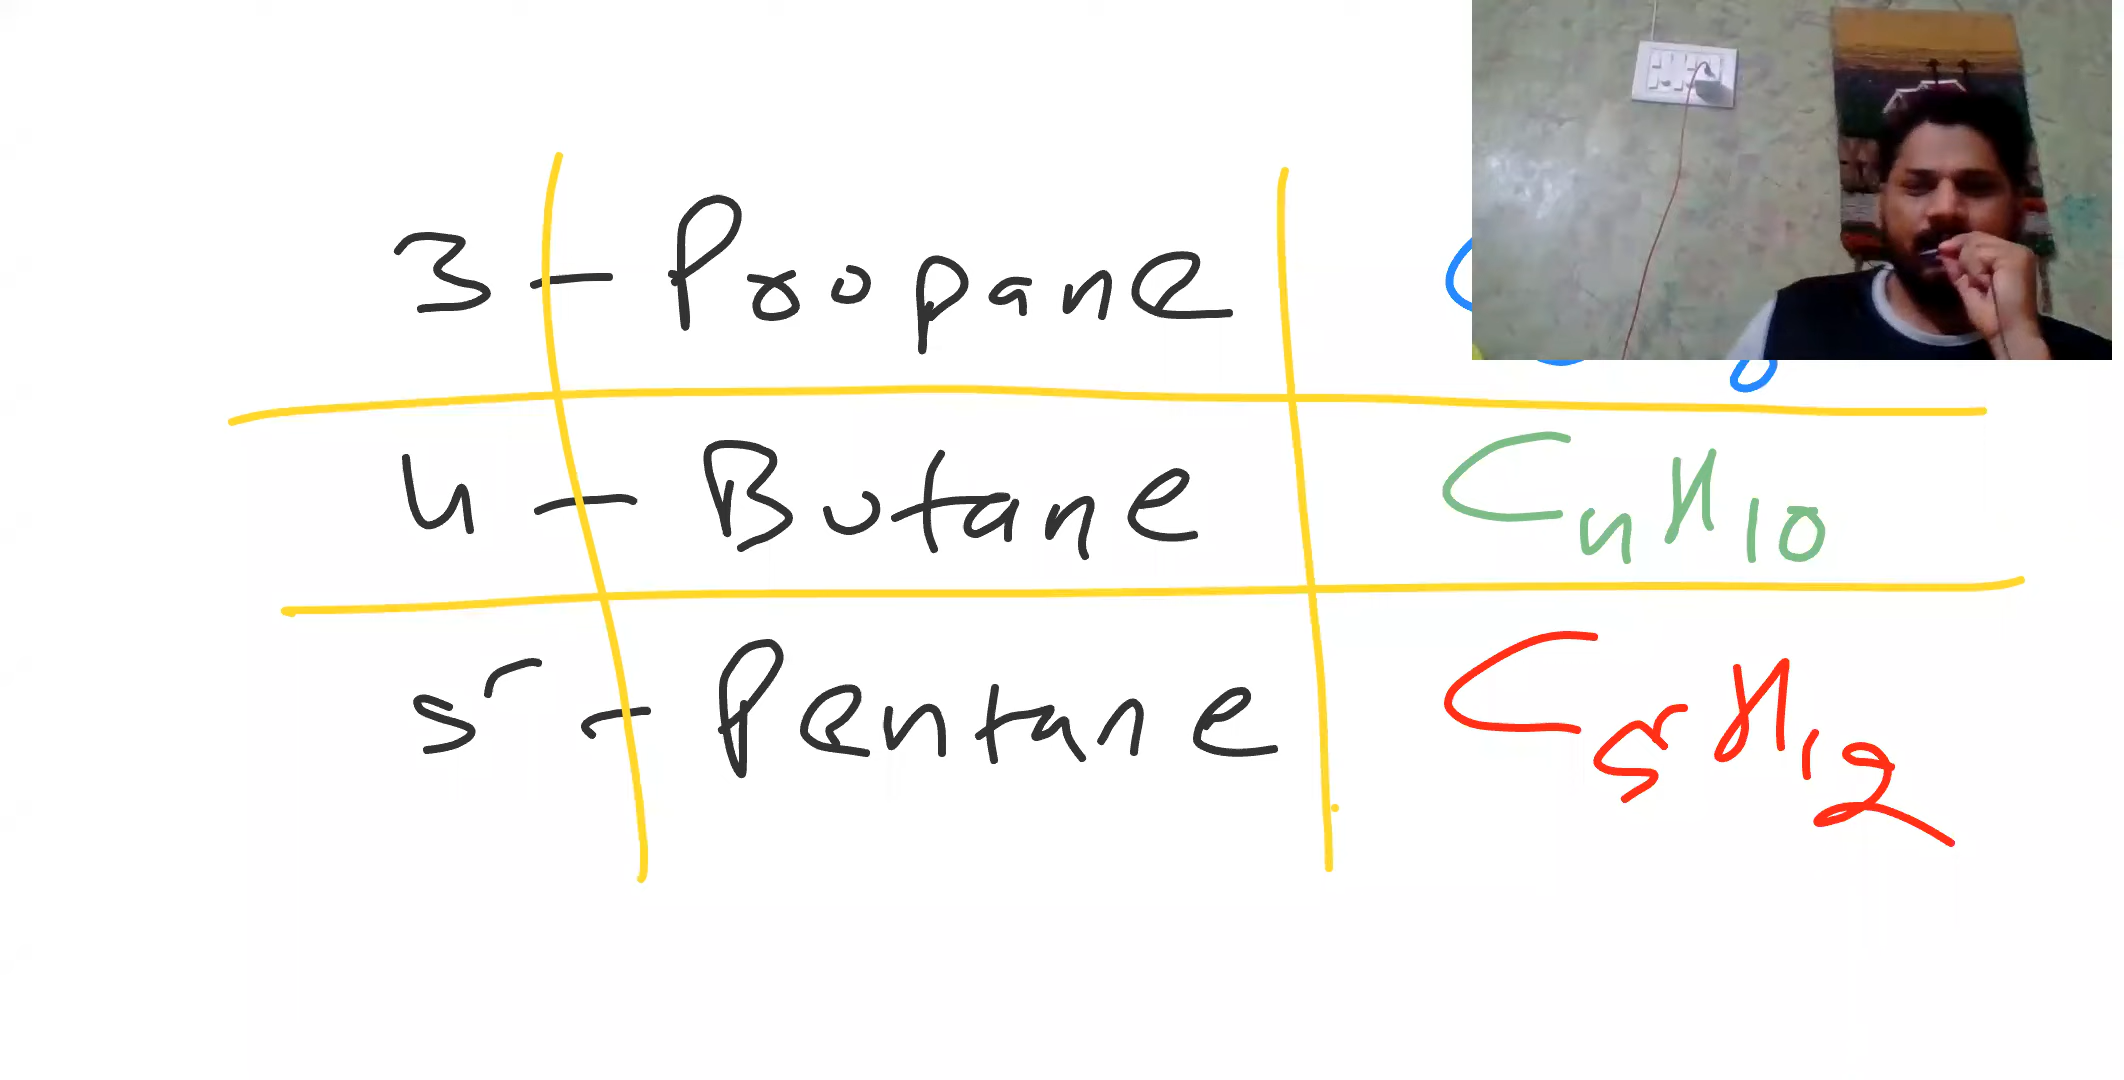 3 - Propane
4 - Butane C4H10
5 - Pentane C5H12